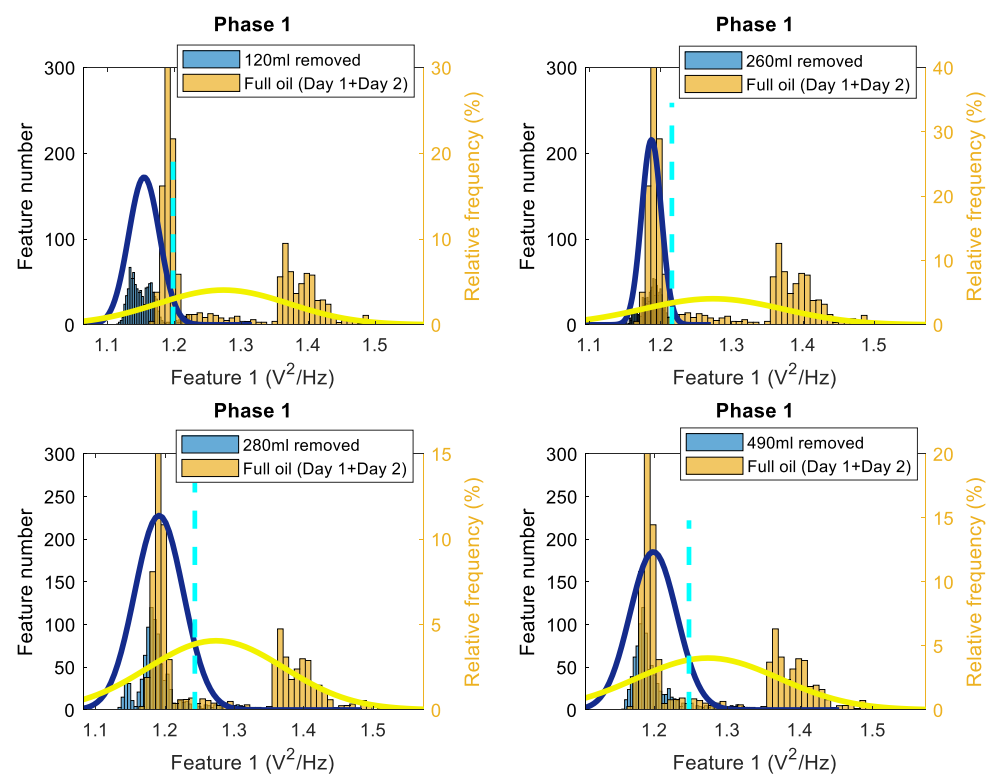 Phase 1
120ml removed
Full oil (Day 1+Day 2)
300
200
100
0
Feature number
30
20
10
0
Relative frequency (%)
1.1 1.2 1.3 1.4 1.5
Feature 1 (V²/Hz)
Phase 1
260ml removed
Full oil (Day 1+Day 2)
300
200
100
0
Feature number
40
30
20
10
0
Relative frequency (%)
1.1 1.2 1.3 1.4 1.5
Feature 1 (V²/Hz)
Phase 1
280ml removed
Full oil (Day 1+Day 2)
300
250
200
150
100
50
0
Feature number
15
10
5
0
Relative frequency (%)
1.1 1.2 1.3 1.4 1.5
Feature 1 (V²/Hz)
Phase 1
490ml removed
Full oil (Day 1+Day 2)
300
250
200
150
100
50
0
Feature number
20
15
10
5
0
Relative frequency (%)
1.2 1.3 1.4 1.5
Feature 1 (V²/Hz)